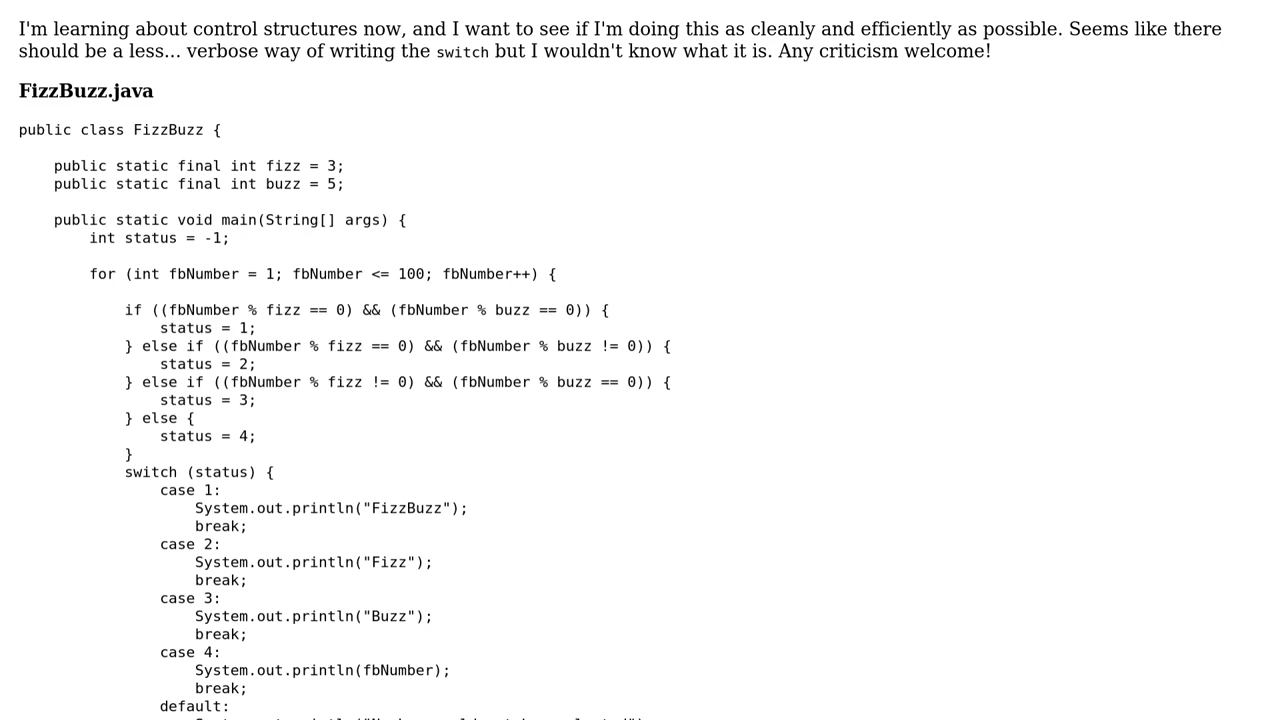 I'm learning about control structures now, and I want to see if I'm doing this as cleanly and efficiently as possible. Seems like there
should be a less... verbose way of writing the switch but I wouldn't know what it is. Any criticism welcome!
FizzBuzz.java
public class FizzBuzz {
    public static final int fizz = 3;
    public static final int buzz = 5;
    public static void main(String[] args) {
        int status = -1;
        for (int fbNumber = 1; fbNumber <= 100; fbNumber++) {
            if ((fbNumber % fizz == 0) && (fbNumber % buzz == 0)) {
                status = 1;
            } else if ((fbNumber % fizz == 0) && (fbNumber % buzz != 0)) {
                status = 2;
            } else if ((fbNumber % fizz != 0) && (fbNumber % buzz == 0)) {
                status = 3;
            } else {
                status = 4;
            }
            switch (status) {
                case 1:
                    System.out.println("FizzBuzz");
                    break;
                case 2:
                    System.out.println("Fizz");
                    break;
                case 3:
                    System.out.println("Buzz");
                    break;
                case 4:
                    System.out.println(fbNumber);
                    break;
                default: